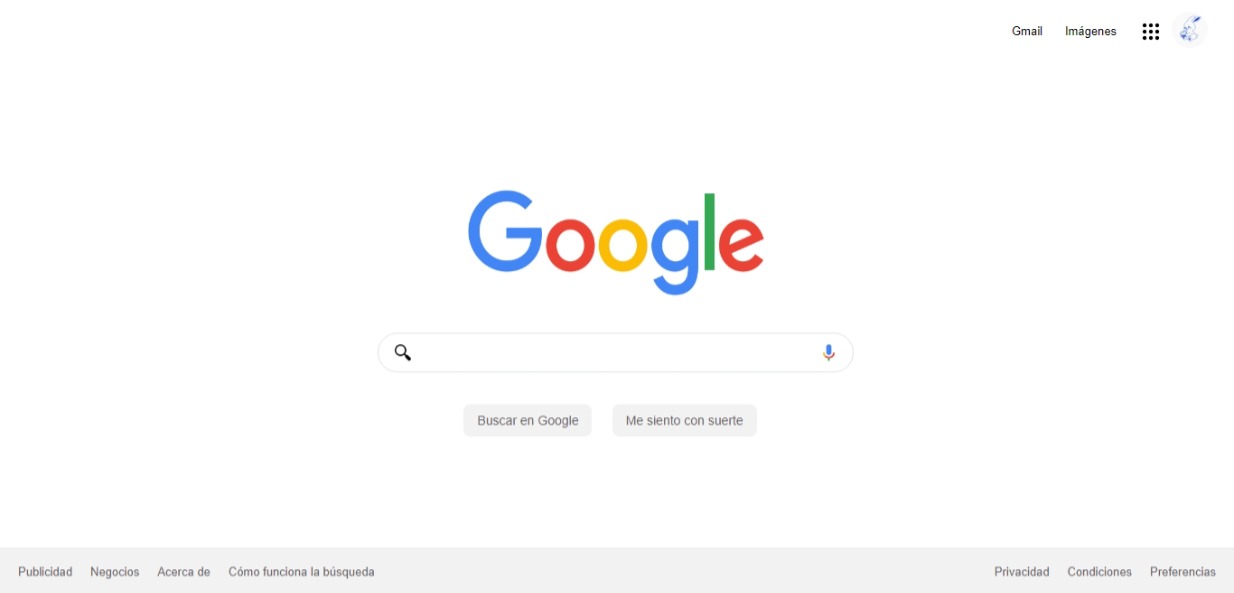 Gmail Imágenes
Google
Buscar en Google Me siento con suerte
Publicidad Negocios Acerca de Cómo funciona la búsqueda Privacidad Condiciones Preferencias